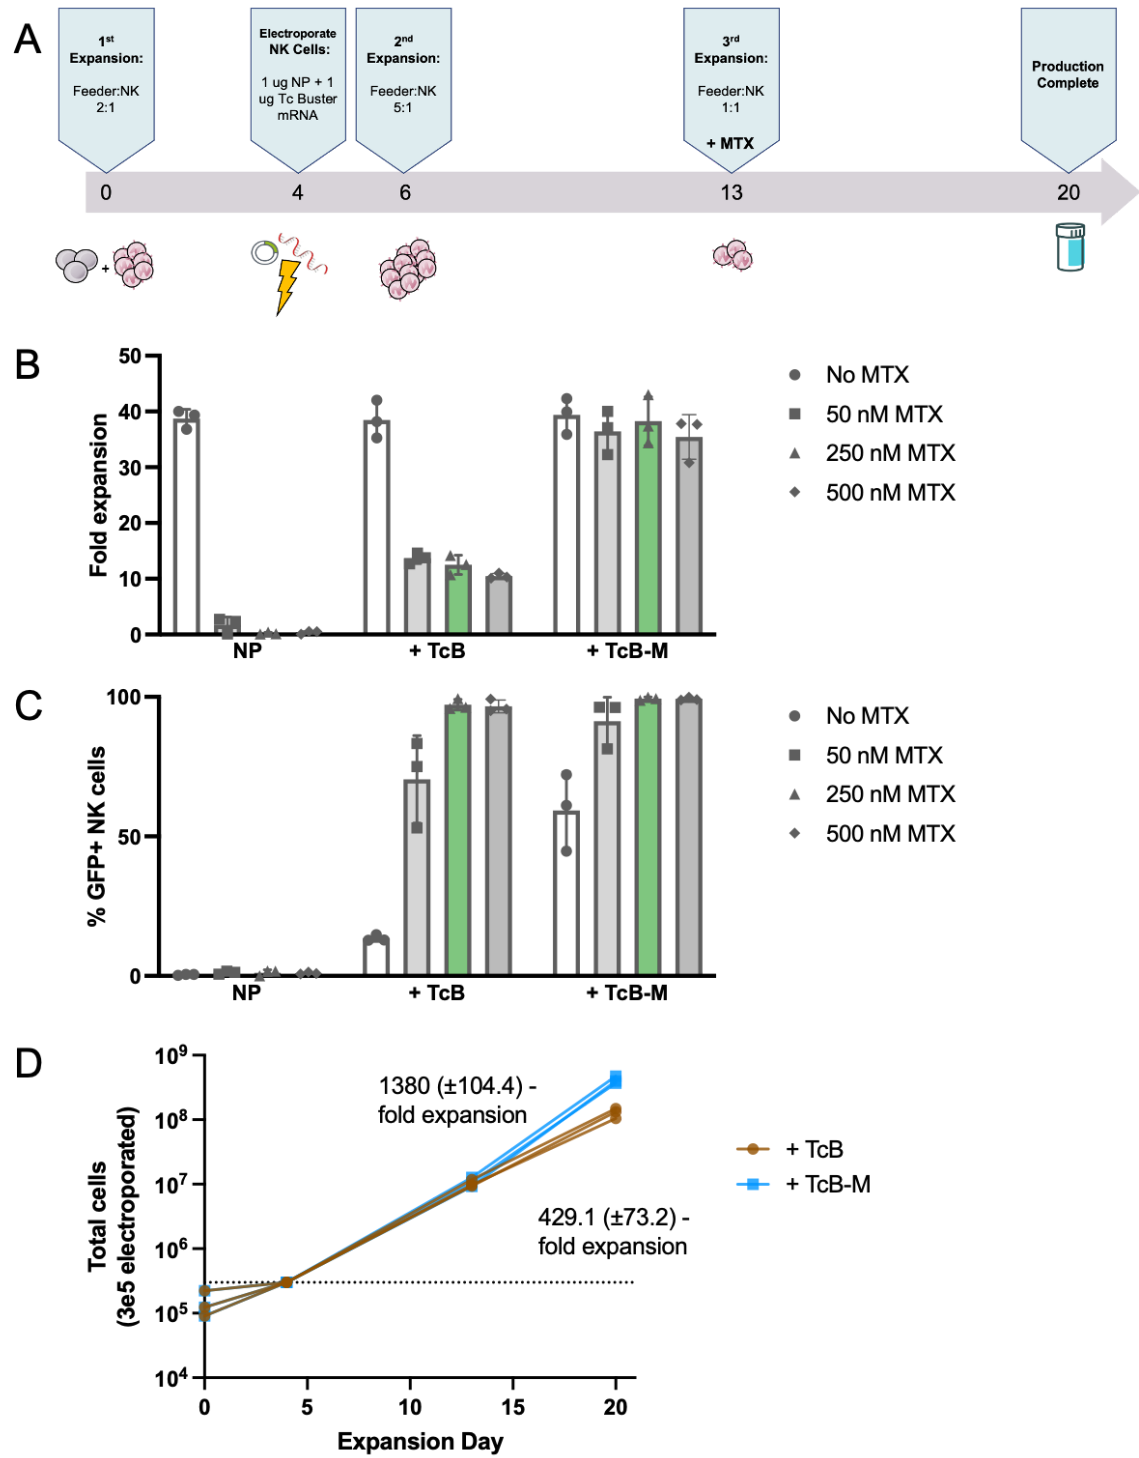 A
1st
Expansion:
Feeder:NK
2:1
Electroporate
NK Cells:
1 ug NP + 1
ug Tc Buster
mRNA
2nd
Expansion:
Feeder:NK
5:1
3rd
Expansion:
Feeder:NK
1:1
+ MTX
Production
Complete
0 4 6 13 20
+
B
Fold expansion
50
40
30
20
10
0
NP + TcB + TcB-M
No MTX
50 nM MTX
250 nM MTX
500 nM MTX
C
% GFP+ NK cells
100
50
0
NP + TcB + TcB-M
No MTX
50 nM MTX
250 nM MTX
500 nM MTX
D
Total cells
(3e5 electroporated)
10⁹
10⁸
10⁷
10⁶
10⁵
10⁴
1380 (±104.4) -
fold expansion
429.1 (±73.2) -
fold expansion
0 5 10 15 20
Expansion Day
+ TcB
+ TcB-M